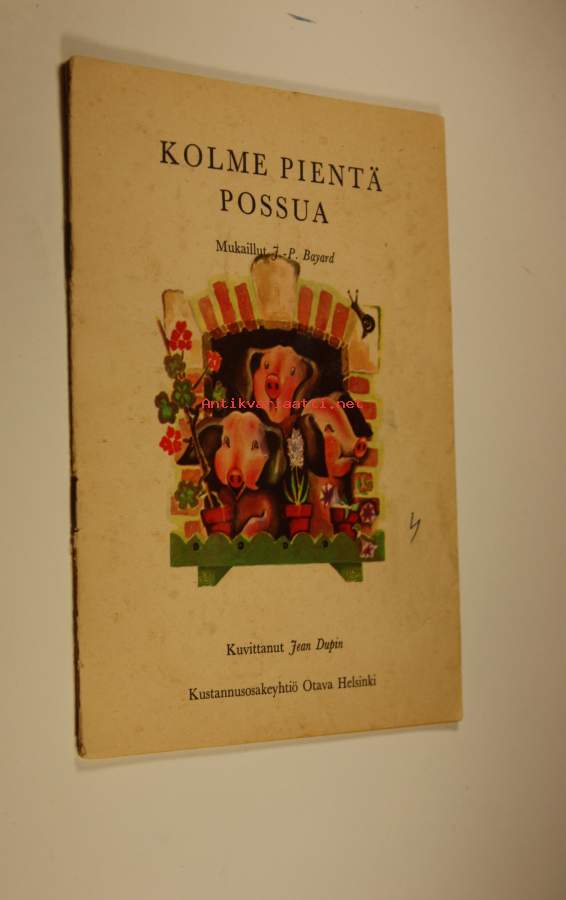 KOLME PIENTÄ
POSSUA
Mukaillut J.-P. Bayard
Antikvariaatti.net
Kuvittanut Jean Dupin
Kustannusosakeyhtiö Otava Helsinki